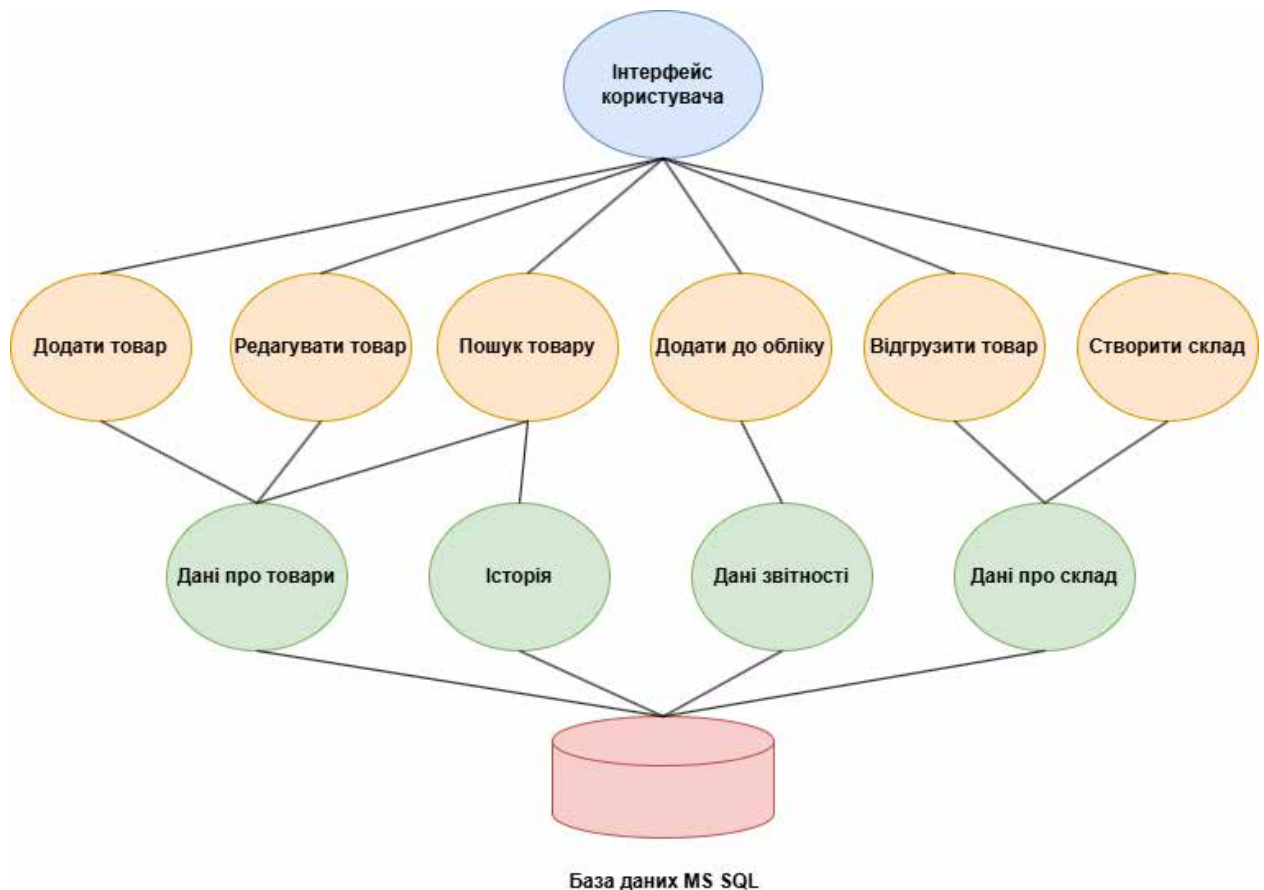 Інтерфейс
користувача
Додати товар
Редагувати товар
Пошук товару
Додати до обліку
Відгрузити товар
Створити склад
Дані про товари
Історія
Дані звітності
Дані про склад
База даних MS SQL